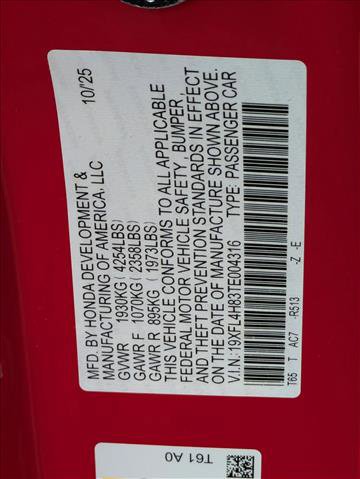 MFD. BY HONDA DEVELOPMENT & 10/'25
MANUFACTURING OF AMERICA, LLC
GVWR 1930KG ( 4254LBS)
GAWR F 1070KG ( 2358LBS)
GAWR R 895KG ( 1973LBS)
THIS VEHICLE CONFORMS TO ALL APPLICABLE
FEDERAL MOTOR VEHICLE SAFETY , BUMPER,
AND THEFT PREVENTION STANDARDS IN EFFECT
ON THE DATE OF MANUFACTURE SHOWN ABOVE.
V.I.N: 19XFL4H83TE004316 TYPE: PASSENGER CAR
T65 T AC7 -R513 -Z -E
T61 A0